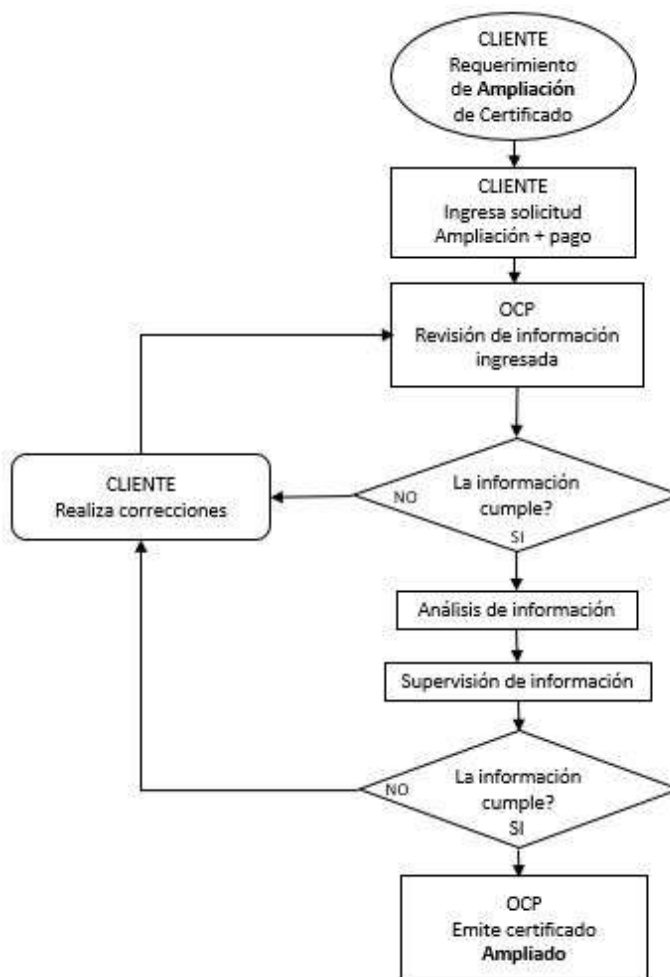 CLIENTE
Requerimiento
de Ampliación
de Certificado
CLIENTE
Ingresa solicitud
Ampliación + pago
OCP
Revisión de información
ingresada
CLIENTE
Realiza correcciones
La información
cumple?
NO
SI
Análisis de información
Supervisión de información
La información
cumple?
NO
SI
OCP
Emite certificado
Ampliado